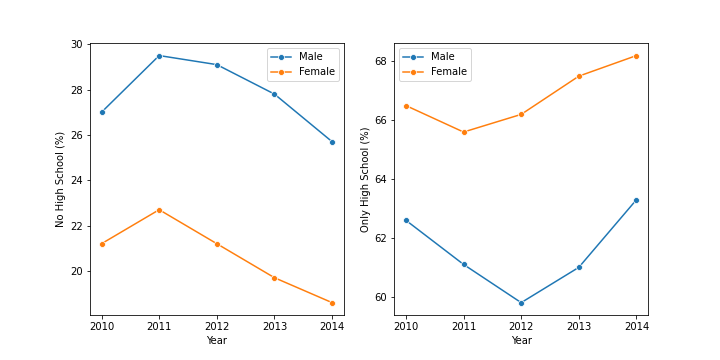 No High School (%)
30
28
26
24
22
20
2010 2011 2012 2013 2014
Year
Male
Female
Only High School (%)
68
66
64
62
60
2010 2011 2012 2013 2014
Year
Male
Female